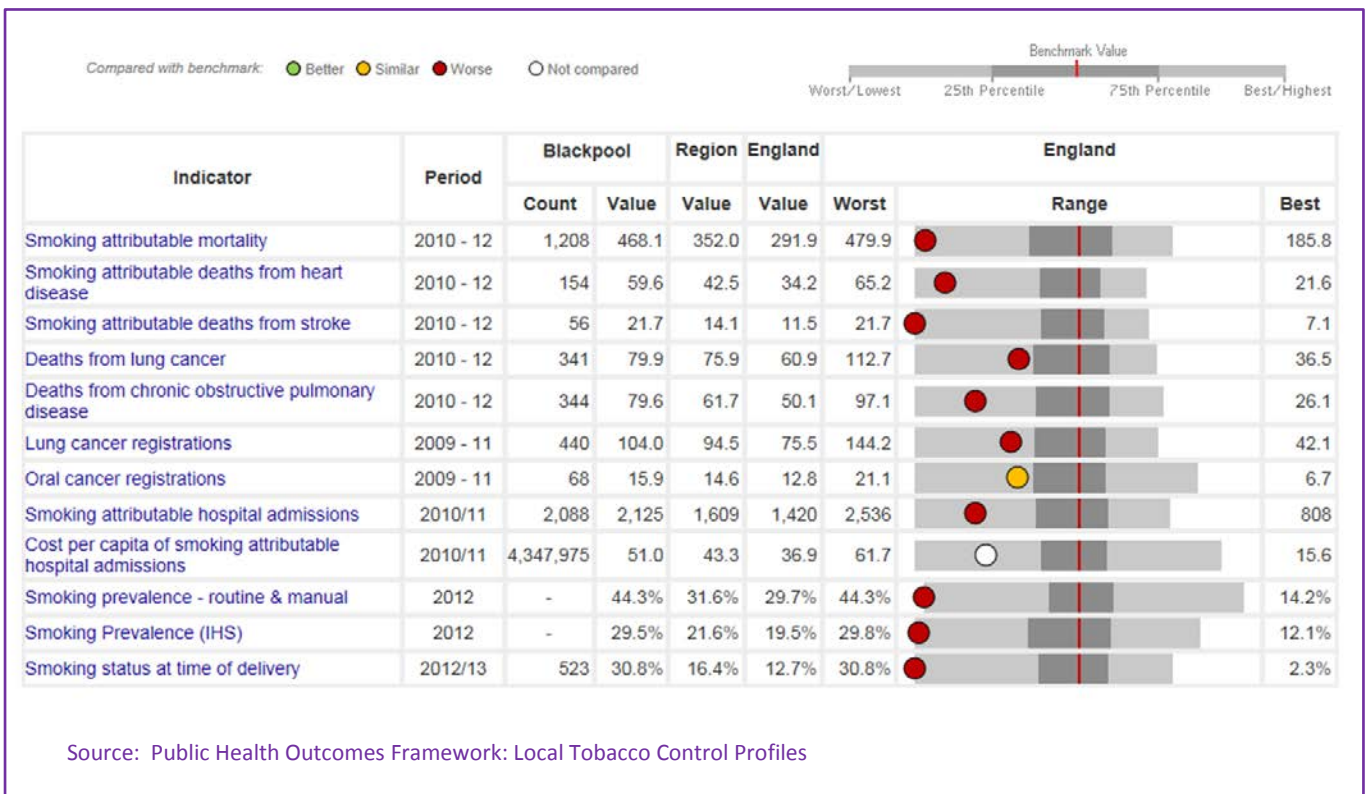 Compared with benchmark: Better Similar Worse Not compared
Benchmark Value
Worst/Lowest 25th Percentile 75th Percentile Best/Highest
Indicator Period Blackpool Region England England
Count Value Value Value Worst Range Best
Smoking attributable mortality 2010 - 12 1,208 468.1 352.0 291.9 479.9 185.8
Smoking attributable deaths from heart
disease 2010 - 12 154 59.6 42.5 34.2 65.2 21.6
Smoking attributable deaths from stroke 2010 - 12 56 21.7 14.1 11.5 21.7 7.1
Deaths from lung cancer 2010 - 12 341 79.9 75.9 60.9 112.7 36.5
Deaths from chronic obstructive pulmonary
disease 2010 - 12 344 79.6 61.7 50.1 97.1 26.1
Lung cancer registrations 2009 - 11 440 104.0 94.5 75.5 144.2 42.1
Oral cancer registrations 2009 - 11 68 15.9 14.6 12.8 21.1 6.7
Smoking attributable hospital admissions 2010/11 2,088 2,125 1,609 1,420 2,536 808
Cost per capita of smoking attributable
hospital admissions 2010/11 4,347,975 51.0 43.3 36.9 61.7 15.6
Smoking prevalence - routine & manual 2012 - 44.3% 31.6% 29.7% 44.3% 14.2%
Smoking Prevalence (IHS) 2012 - 29.5% 21.6% 19.5% 29.8% 12.1%
Smoking status at time of delivery 2012/13 523 30.8% 16.4% 12.7% 30.8% 2.3%
Source: Public Health Outcomes Framework: Local Tobacco Control Profiles